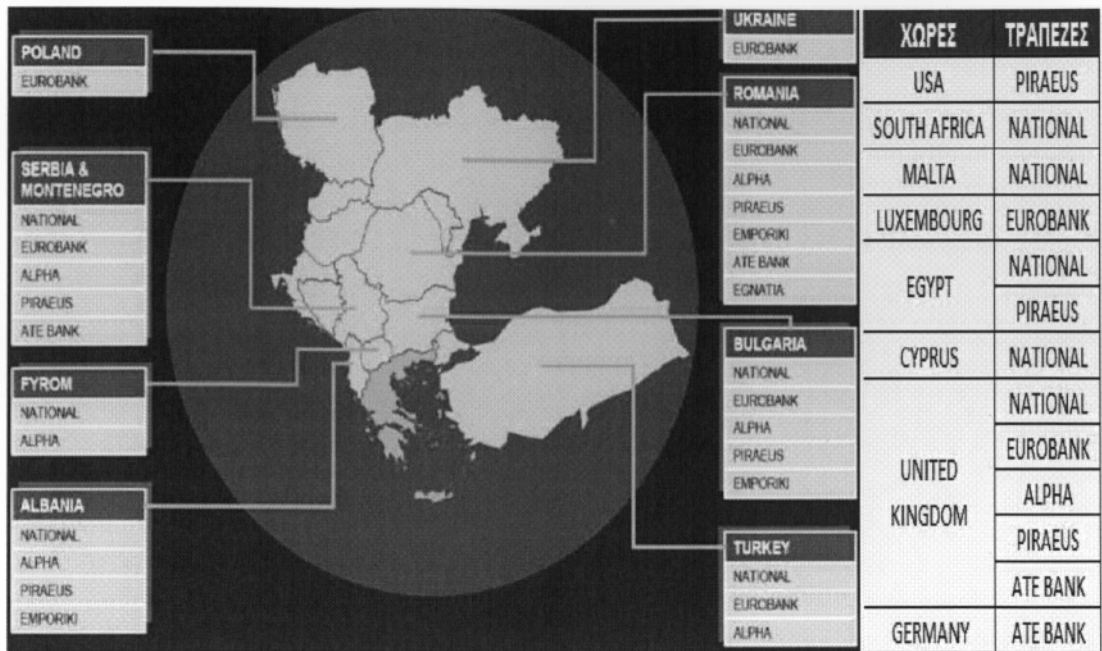 POLAND
EUROBANK
SERBIA &
MONTENEGRO
NATIONAL
EUROBANK
ALPHA
PIRAEUS
ATE BANK
FYROM
NATIONAL
ALPHA
ALBANIA
NATIONAL
ALPHA
PIRAEUS
EMPORIKI
UKRAINE
EUROBANK
ROMANIA
NATIONAL
EUROBANK
ALPHA
PIRAEUS
EMPORIKI
ATE BANK
EGNATIA
BULGARIA
NATIONAL
EUROBANK
ALPHA
PIRAEUS
EMPORIKI
TURKEY
NATIONAL
EUROBANK
ALPHA
ΧΩΡΕΣ ΤΡΑΠΕΖΕΣ
USA PIRAEUS
SOUTH AFRICA NATIONAL
MALTA NATIONAL
LUXEMBOURG EUROBANK
EGYPT
NATIONAL
PIRAEUS
CYPRUS NATIONAL
UNITED
KINGDOM
NATIONAL
EUROBANK
ALPHA
PIRAEUS
ATE BANK
GERMANY ATE BANK